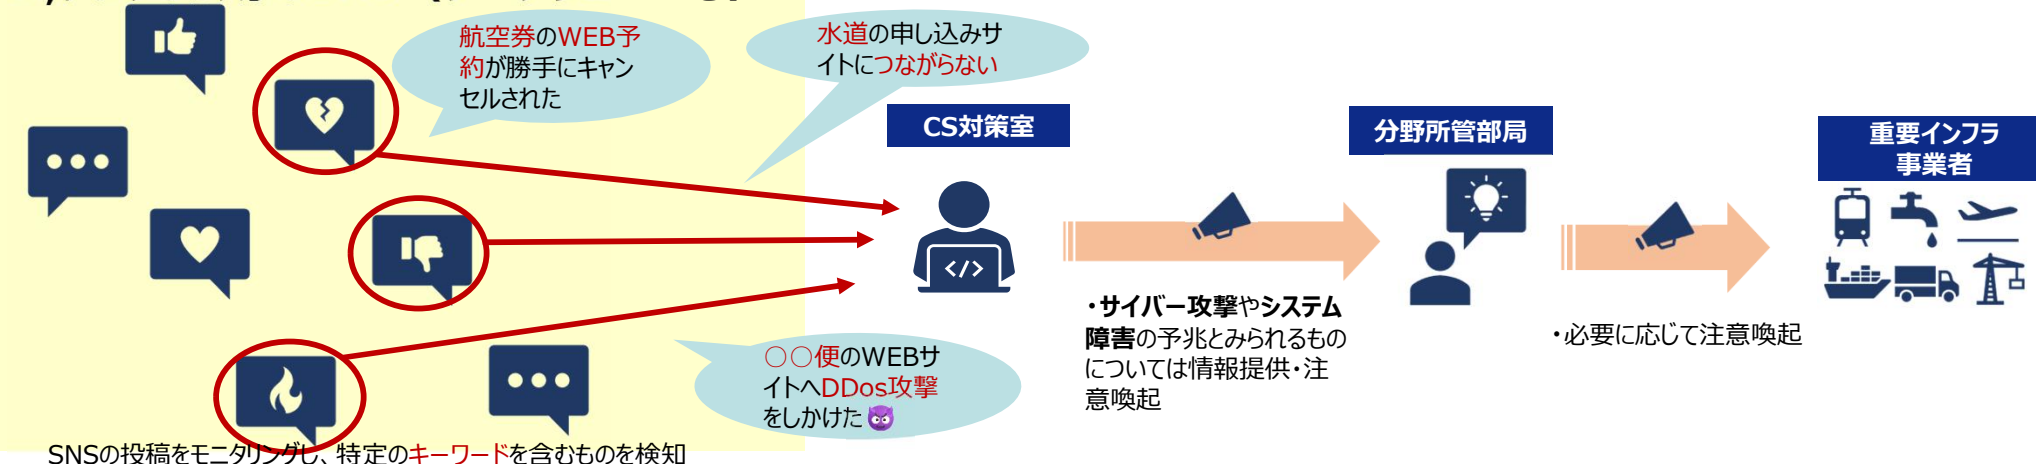 航空券のWEB予
約が勝手にキャン
セルされた
水道の申し込みサ
イトにつながらない
CS対策室
分野所管部局
重要インフラ
事業者
</>
・サイバー攻撃やシステム
障害の予兆とみられるもの
については情報提供・注
意喚起
・必要に応じて注意喚起
○○便のWEBサ
イトへDDos攻撃
をしかけた😈
SNSの投稿をモニタリングし、特定のキーワードを含むものを検知